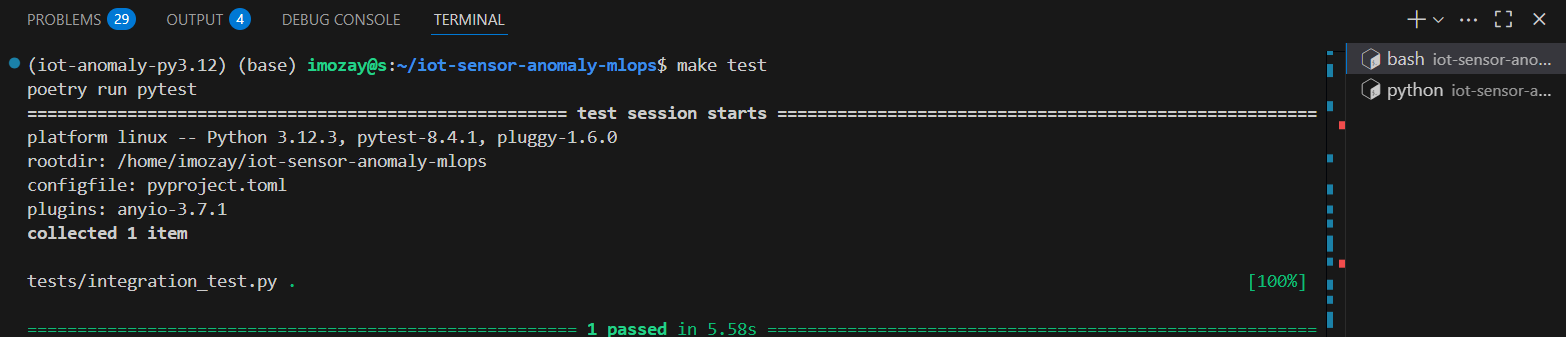 PROBLEMS 29 OUTPUT 4 DEBUG CONSOLE TERMINAL
(iot-anomaly-py3.12) (base) imozay@s:~/iot-sensor-anomaly-mlops$ make test
poetry run pytest
======================================================== test session starts ========================================================
platform linux -- Python 3.12.3, pytest-8.4.1, pluggy-1.6.0
rootdir: /home/imozay/iot-sensor-anomaly-mlops
configfile: pyproject.toml
plugins: anyio-3.7.1
collected 1 item
tests/integration_test.py . [100%]
========================================================= 1 passed in 5.58s =========================================================
bash iot-sensor-ano...
python iot-sensor-a...